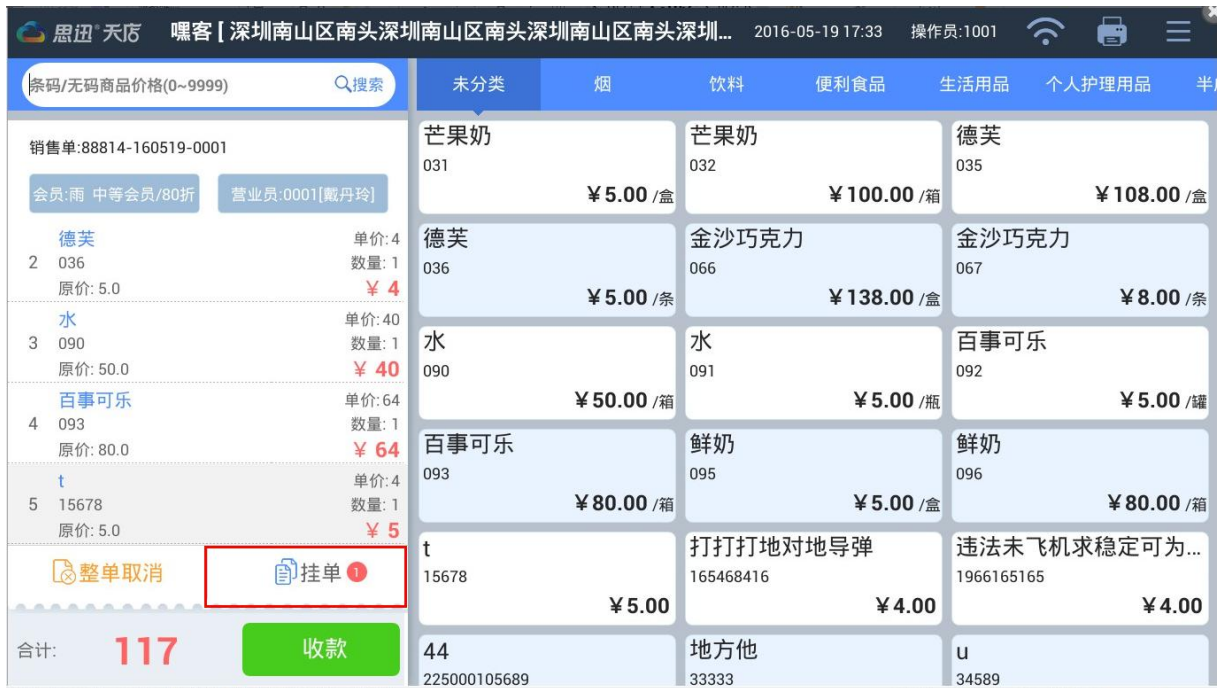 思迅®天店 嘿客 [ 深圳南山区南头深圳南山区南头深圳南山区南头深圳... 2016-05-19 17:33 操作员:1001
条码/无码商品价格(0~9999) 搜索
销售单:88814-160519-0001
会员:雨 中等会员/80折 营业员:0001[戴丹玲]
德芙 单价:4
2 036 数量: 1
原价: 5.0 ¥ 4
水 单价:40
3 090 数量: 1
原价: 50.0 ¥ 40
百事可乐 单价:64
4 093 数量: 1
原价: 80.0 ¥ 64
t 单价:4
5 15678 数量: 1
原价: 5.0 ¥ 5
整单取消 挂单 1
合计: 117 收款
未分类 烟 饮料 便利食品 生活用品 个人护理用品
芒果奶 芒果奶 德芙
031 032 035
¥5.00 /盒 ¥100.00 /箱 ¥108.00 /盒
德芙 金沙巧克力 金沙巧克力
036 066 067
¥5.00 /条 ¥138.00 /盒 ¥8.00 /条
水 水 百事可乐
090 091 092
¥50.00 /箱 ¥5.00 /瓶 ¥5.00 /罐
百事可乐 鲜奶 鲜奶
093 095 096
¥80.00 /箱 ¥5.00 /盒 ¥80.00 /箱
t 打打打地对地导弹 违法未飞机求稳定可为...
15678 165468416 1966165165
¥5.00 ¥4.00 ¥4.00
44 地方他 u
225000105689 33333 34589